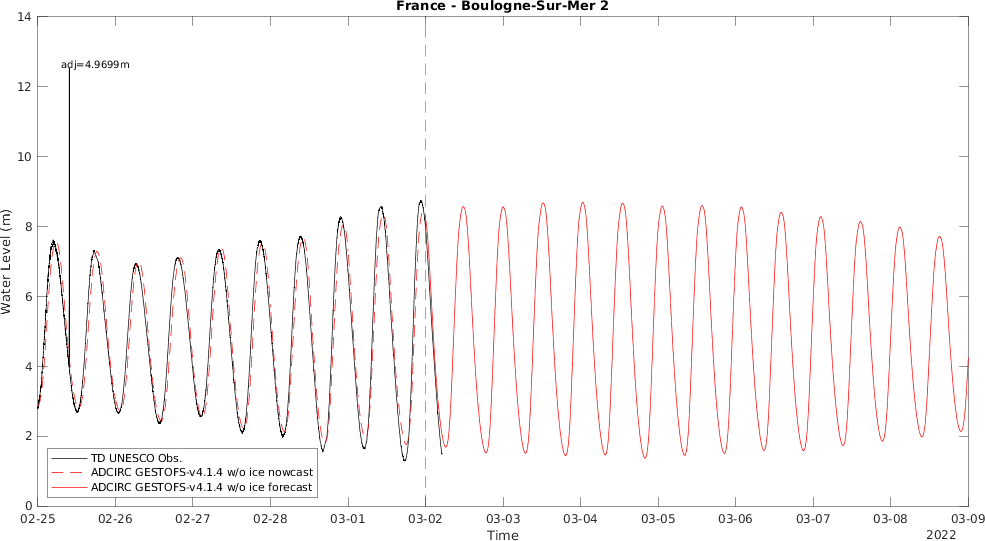 France - Boulogne-Sur-Mer 2
14
12
10
8
6
4
2
0
Water Level (m)
adj=4.9699m
TD UNESCO Obs.
ADCIRC GESTOFS-v4.1.4 w/o ice nowcast
ADCIRC GESTOFS-v4.1.4 w/o ice forecast
02-25 02-26 02-27 02-28 03-01 03-02 03-03 03-04 03-05 03-06 03-07 03-08 03-09
Time
2022